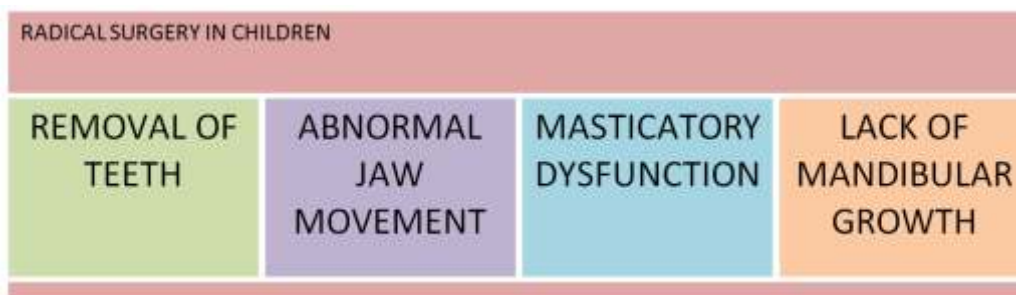 RADICAL SURGERY IN CHILDREN
REMOVAL OF
TEETH
ABNORMAL
JAW
MOVEMENT
MASTICATORY
DYSFUNCTION
LACK OF
MANDIBULAR
GROWTH